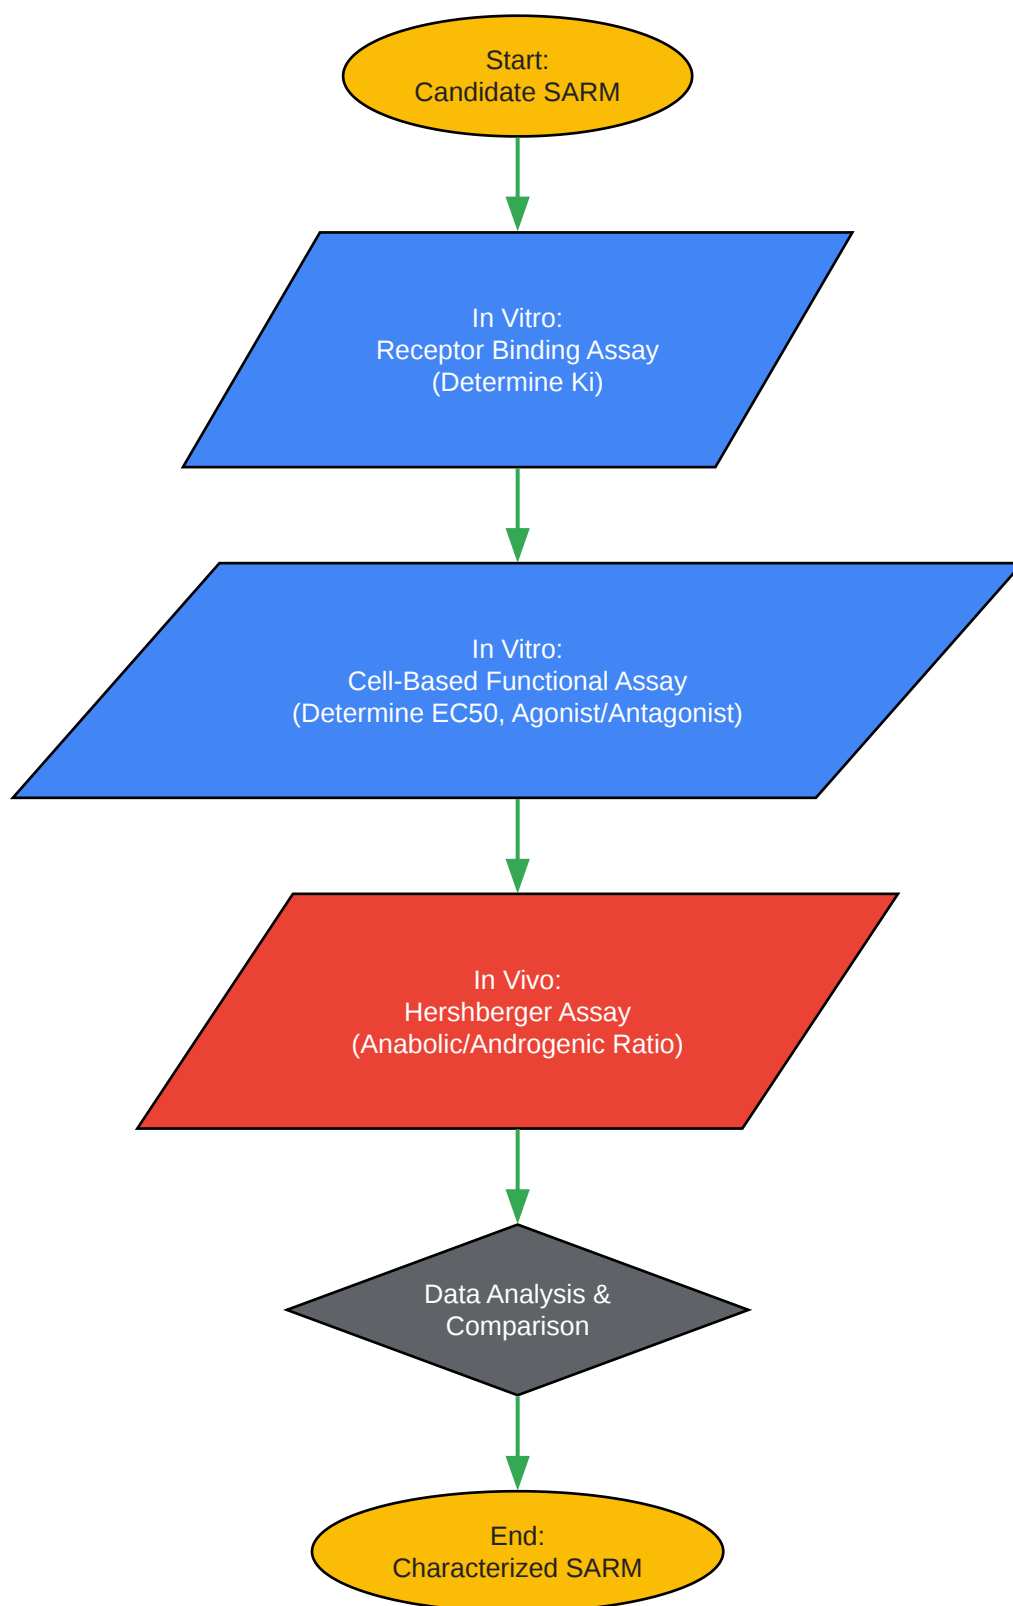 Start:
Candidate SARM
In Vitro:
Receptor Binding Assay
(Determine Ki)
In Vitro:
Cell-Based Functional Assay
(Determine EC50, Agonist/Antagonist)
In Vivo:
Hershberger Assay
(Anabolic/Androgenic Ratio)
Data Analysis &
Comparison
End:
Characterized SARM